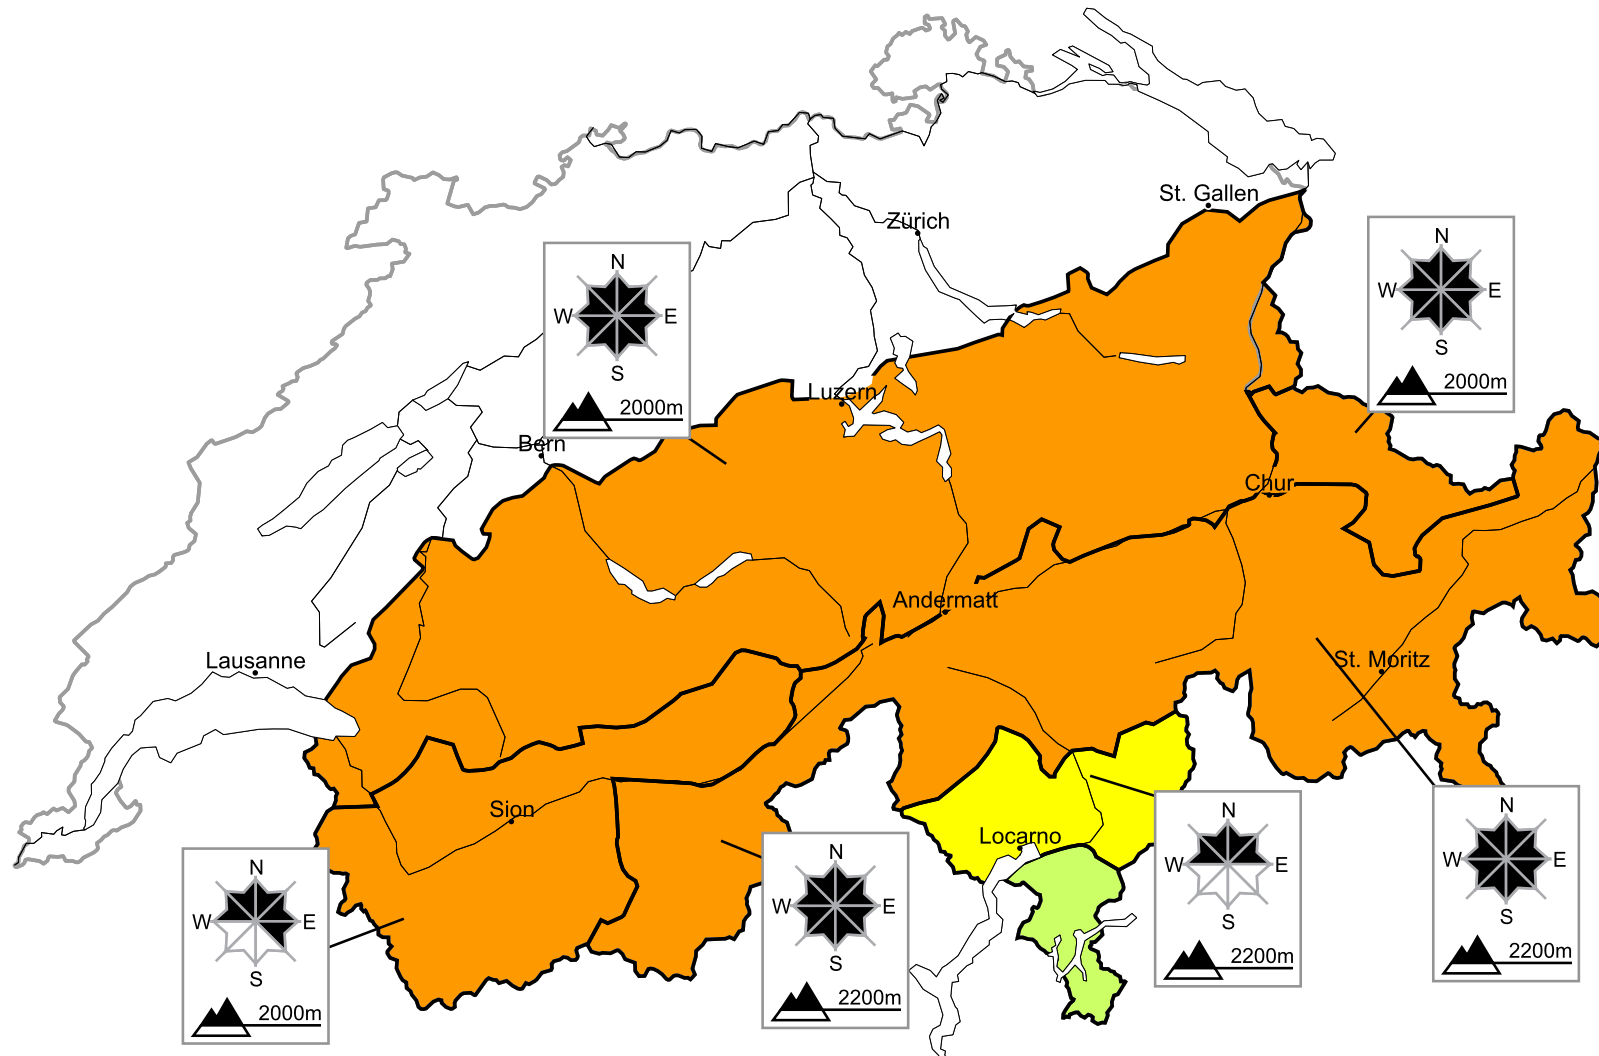 St. Gallen
Zürich
N
W E
S
2000m
N
W E
S
2000m
Luzern
Bern
Chur
Andermatt
Lausanne
St. Moritz
Sion
Locarno
N
W E
S
2000m
N
W E
S
2200m
N
W E
S
2200m
N
W E
S
2200m